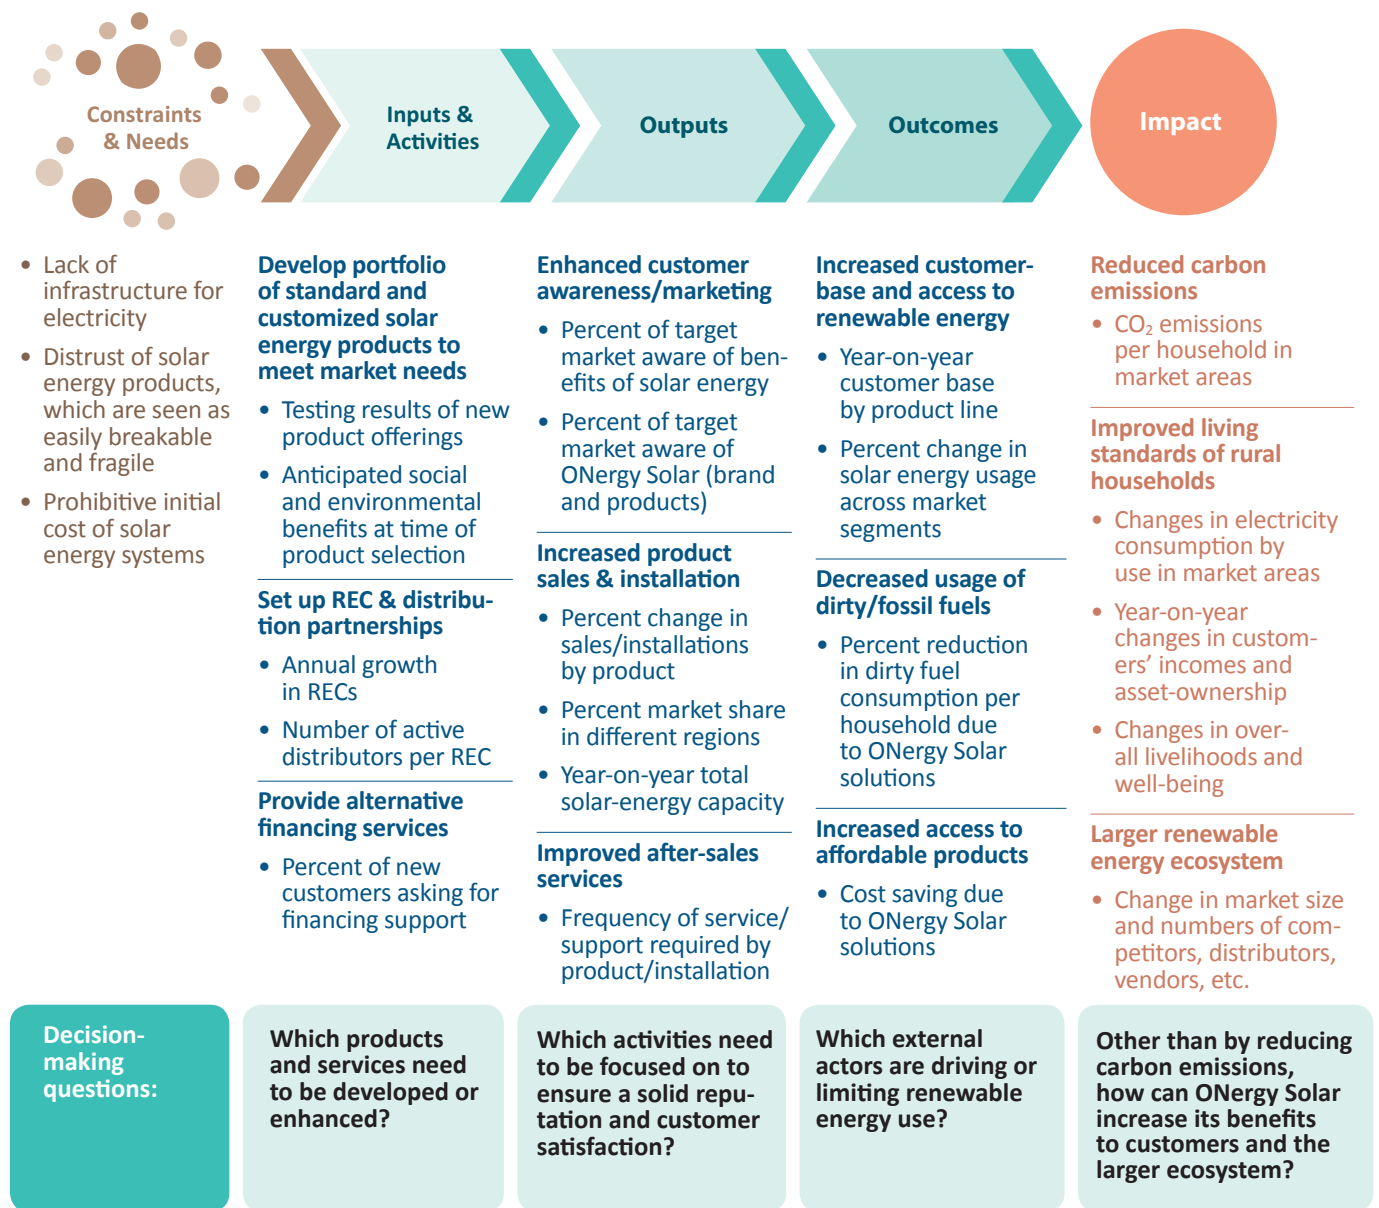 Constraints
& Needs
Inputs &
Activities
Outputs
Outcomes
Impact
• Lack of
infrastructure for
electricity
• Distrust of solar
energy products,
which are seen as
easily breakable
and fragile
• Prohibitive initial
cost of solar
energy systems
Develop portfolio
of standard and
customized solar
energy products to
meet market needs
• Testing results of new
product offerings
• Anticipated social
and environmental
benefits at time of
product selection
Set up REC & distribu-
tion partnerships
• Annual growth
in RECs
• Number of active
distributors per REC
Provide alternative
financing services
• Percent of new
customers asking for
financing support
Enhanced customer
awareness/marketing
• Percent of target
market aware of ben-
efits of solar energy
• Percent of target
market aware of
ONergy Solar (brand
and products)
Increased product
sales & installation
• Percent change in
sales/installations
by product
• Percent market share
in different regions
• Year-on-year total
solar-energy capacity
Improved after-sales
services
• Frequency of service/
support required by
product/installation
Increased customer-
base and access to
renewable energy
• Year-on-year
customer base
by product line
• Percent change in
solar energy usage
across market
segments
Decreased usage of
dirty/fossil fuels
• Percent reduction
in dirty fuel
consumption per
household due
to ONergy Solar
solutions
Increased access to
affordable products
• Cost saving due
to ONergy Solar
solutions
Reduced carbon
emissions
• CO₂ emissions
per household in
market areas
Improved living
standards of rural
households
• Changes in electricity
consumption by
use in market areas
• Year-on-year
changes in custom-
ers’ incomes and
asset-ownership
• Changes in over-
all livelihoods and
well-being
Larger renewable
energy ecosystem
• Change in market size
and numbers of com-
petitors, distributors,
vendors, etc.
Decision-
making
questions:
Which products
and services need
to be developed or
enhanced?
Which activities need
to be focused on to
ensure a solid repu-
tation and customer
satisfaction?
Which external
actors are driving or
limiting renewable
energy use?
Other than by reducing
carbon emissions,
how can ONergy Solar
increase its benefits
to customers and the
larger ecosystem?